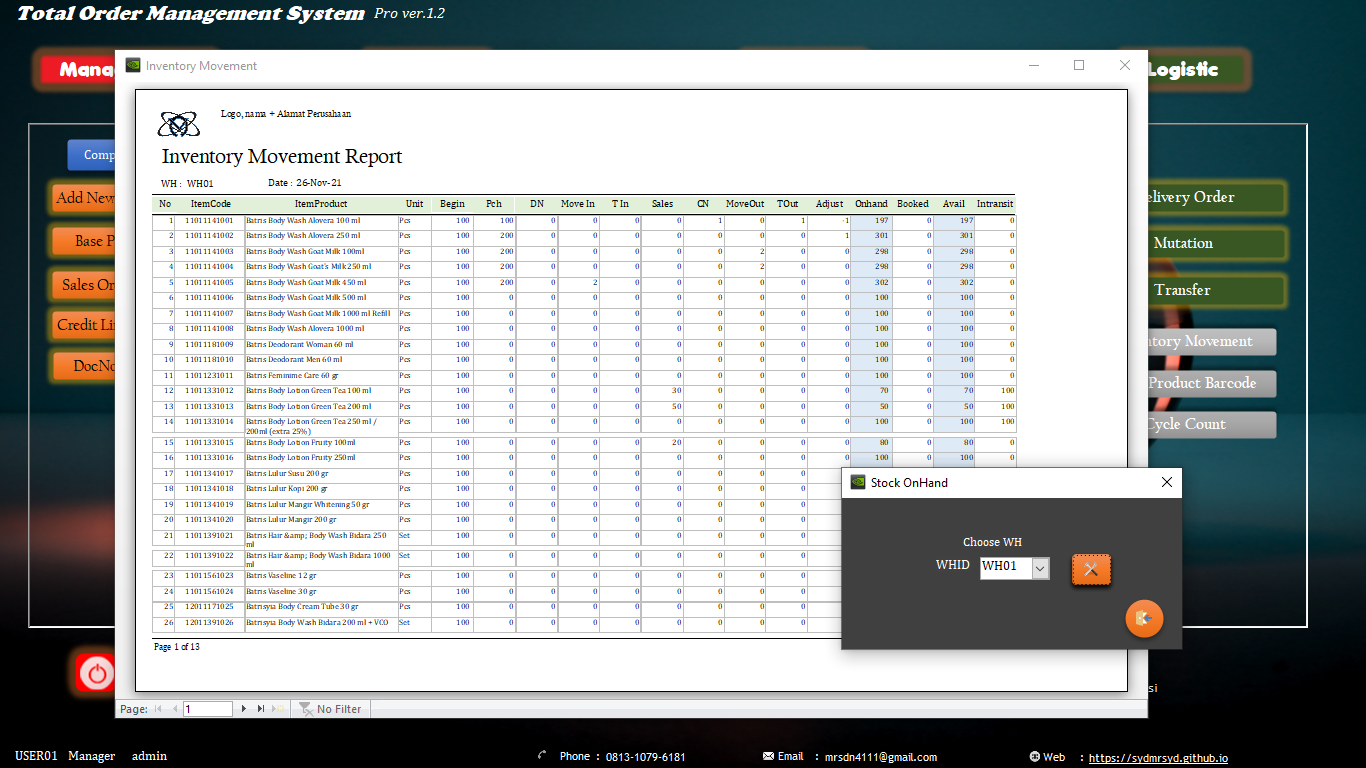 Total Order Management System Pro ver.1.2
Mana
Logistic
Inventory Movement
Logo, nama + Alamat Perusahaan
Inventory Movement Report
WH : WH01 Date : 26-Nov-21
No ItemCode ItemProduct Unit Begin Pch DN Move In T In Sales CN MoveOut TOut Adjust Onhand Booked Avail Intransit
1 11011141001 Batris Body Wash Alovera 100 ml Pcs 100 100 0 0 0 0 1 0 1 -1 197 0 197 0
2 11011141002 Batris Body Wash Alovera 250 ml Pcs 100 200 0 0 0 0 0 0 0 1 301 0 301 0
3 11011141003 Batris Body Wash Goat Milk 100ml Pcs 100 200 0 0 0 0 0 2 0 0 298 0 298 0
4 11011141004 Batris Body Wash Goat's Milk 250 ml Pcs 100 200 0 0 0 0 0 2 0 0 298 0 298 0
5 11011141005 Batris Body Wash Goat Milk 450 ml Pcs 100 200 0 2 0 0 0 0 0 0 302 0 302 0
6 11011141006 Batris Body Wash Goat Milk 500 ml Pcs 100 0 0 0 0 0 0 0 0 0 100 0 100 0
7 11011141007 Batris Body Wash Goat Milk 1000 ml Refill Pcs 100 0 0 0 0 0 0 0 0 0 100 0 100 0
8 11011141008 Batris Body Wash Alovera 1000 ml Pcs 100 0 0 0 0 0 0 0 0 0 100 0 100 0
9 11011181009 Batris Deodorant Woman 60 ml Pcs 100 0 0 0 0 0 0 0 0 0 100 0 100 0
10 11011181010 Batris Deodorant Men 60 ml Pcs 100 0 0 0 0 0 0 0 0 0 100 0 100 0
11 11011231011 Batris Feminime Care 60 gr Pcs 100 0 0 0 0 0 0 0 0 0 100 0 100 0
12 11011331012 Batris Body Lotion Green Tea 100 ml Pcs 100 0 0 0 0 30 0 0 0 0 70 0 70 100
13 11011331013 Batris Body Lotion Green Tea 200 ml Pcs 100 0 0 0 0 50 0 0 0 0 50 0 50 100
14 11011331014 Batris Body Lotion Green Tea 250 ml / Pcs 100 0 0 0 0 0 0 0 0 0 100 0 100 100
200ml (extra 25%)
15 11011331015 Batris Body Lotion Fruity 100ml Pcs 100 0 0 0 0 20 0 0 0 0 80 0 80 0
16 11011331016 Batris Body Lotion Fruity 250ml Pcs 100 0 0 0 0 0 0 0 0 0 100 0 100 0
17 11011341017 Batris Lulur Susu 200 gr Pcs 100 0 0 0 0 0 0 0 0
18 11011341018 Batris Lulur Kopi 200 gr Pcs 100 0 0 0 0 0 0 0 0
19 11011341019 Batris Lulur Mangir Whitening 50 gr Pcs 100 0 0 0 0 0 0 0 0
20 11011341020 Batris Lulur Mangir 200 gr Pcs 100 0 0 0 0 0 0 0 0
21 11011391021 Batris Hair &amp; Body Wash Bidara 250 Set 100 0 0 0 0 0 0 0 0
ml
22 11011391022 Batris Hair &amp; Body Wash Bidara 1000 Set 100 0 0 0 0 0 0 0 0
ml
23 11011561023 Batris Vaseline 12 gr Pcs 100 0 0 0 0 0 0 0 0
24 11011561024 Batris Vaseline 30 gr Pcs 100 0 0 0 0 0 0 0 0
25 12011171025 Batrisyia Body Cream Tube 30 gr Pcs 100 0 0 0 0 0 0 0 0
26 12011391026 Batrisyia Body Wash Bidara 200 ml + VCO Set 100 0 0 0 0 0 0 0 0
Page 1 of 13
Page: 1 No Filter
Comp
Add New
Base P
Sales Or
Credit Li
DocNo
elivery Order
Mutation
Transfer
ntory Movement
Product Barcode
Cycle Count
Stock OnHand
Choose WH
WHID WH01
si
USER01 Manager admin
Phone : 0813-1079-6181
Email : mrsdn4111@gmail.com
Web : https://sydmrsyd.github.io